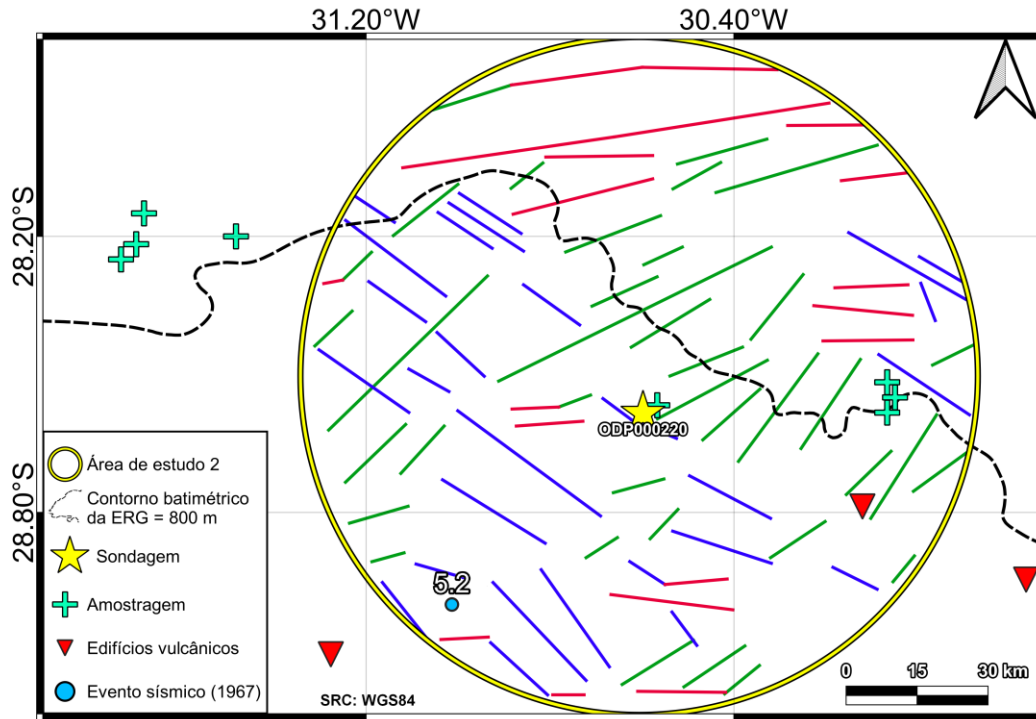 31.20°W 30.40°W
28.20°S
28.80°S
ODP000220
5.2
Área de estudo 2
Contorno batimétrico
da ERG = 800 m
Sondagem
Amostragem
Edifícios vulcânicos
Evento sísmico (1967)
SRC: WGS84
0 15 30 km